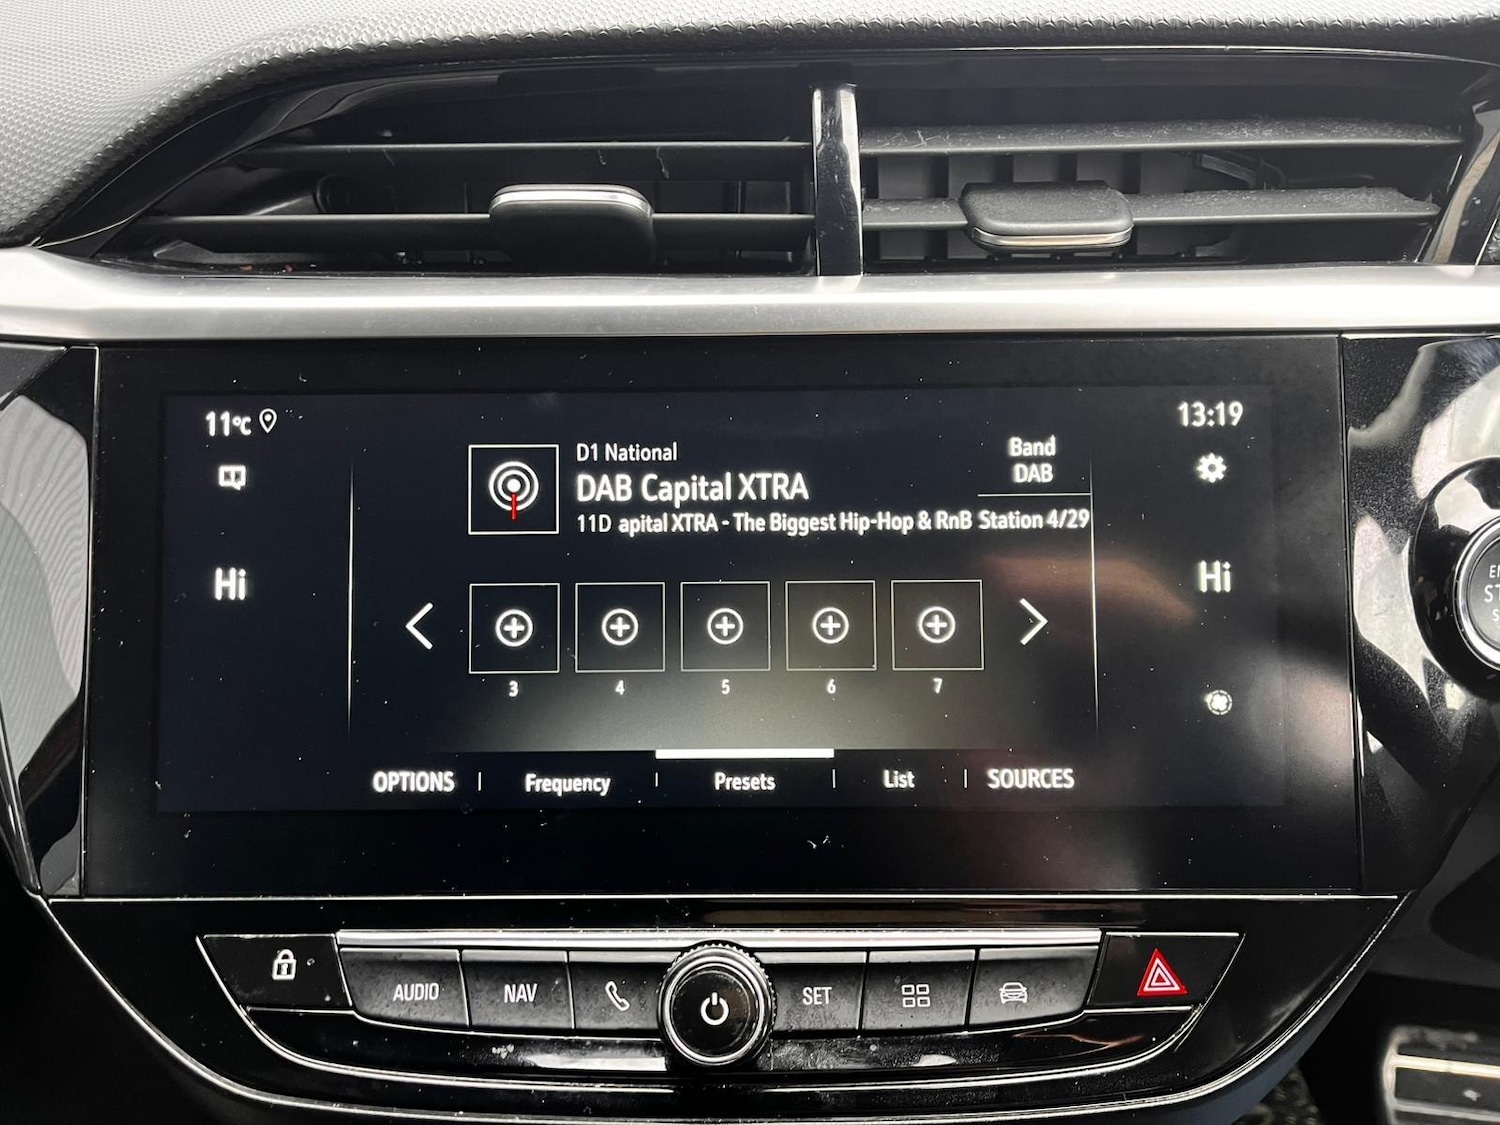 11°C
13:19
D1 National
DAB Capital XTRA
11D apital XTRA - The Biggest Hip-Hop & RnB Station 4/29
Band
DAB
Hi
Hi
3 4 5 6 7
OPTIONS | Frequency | Presets | List | SOURCES
AUDIO NAV SET